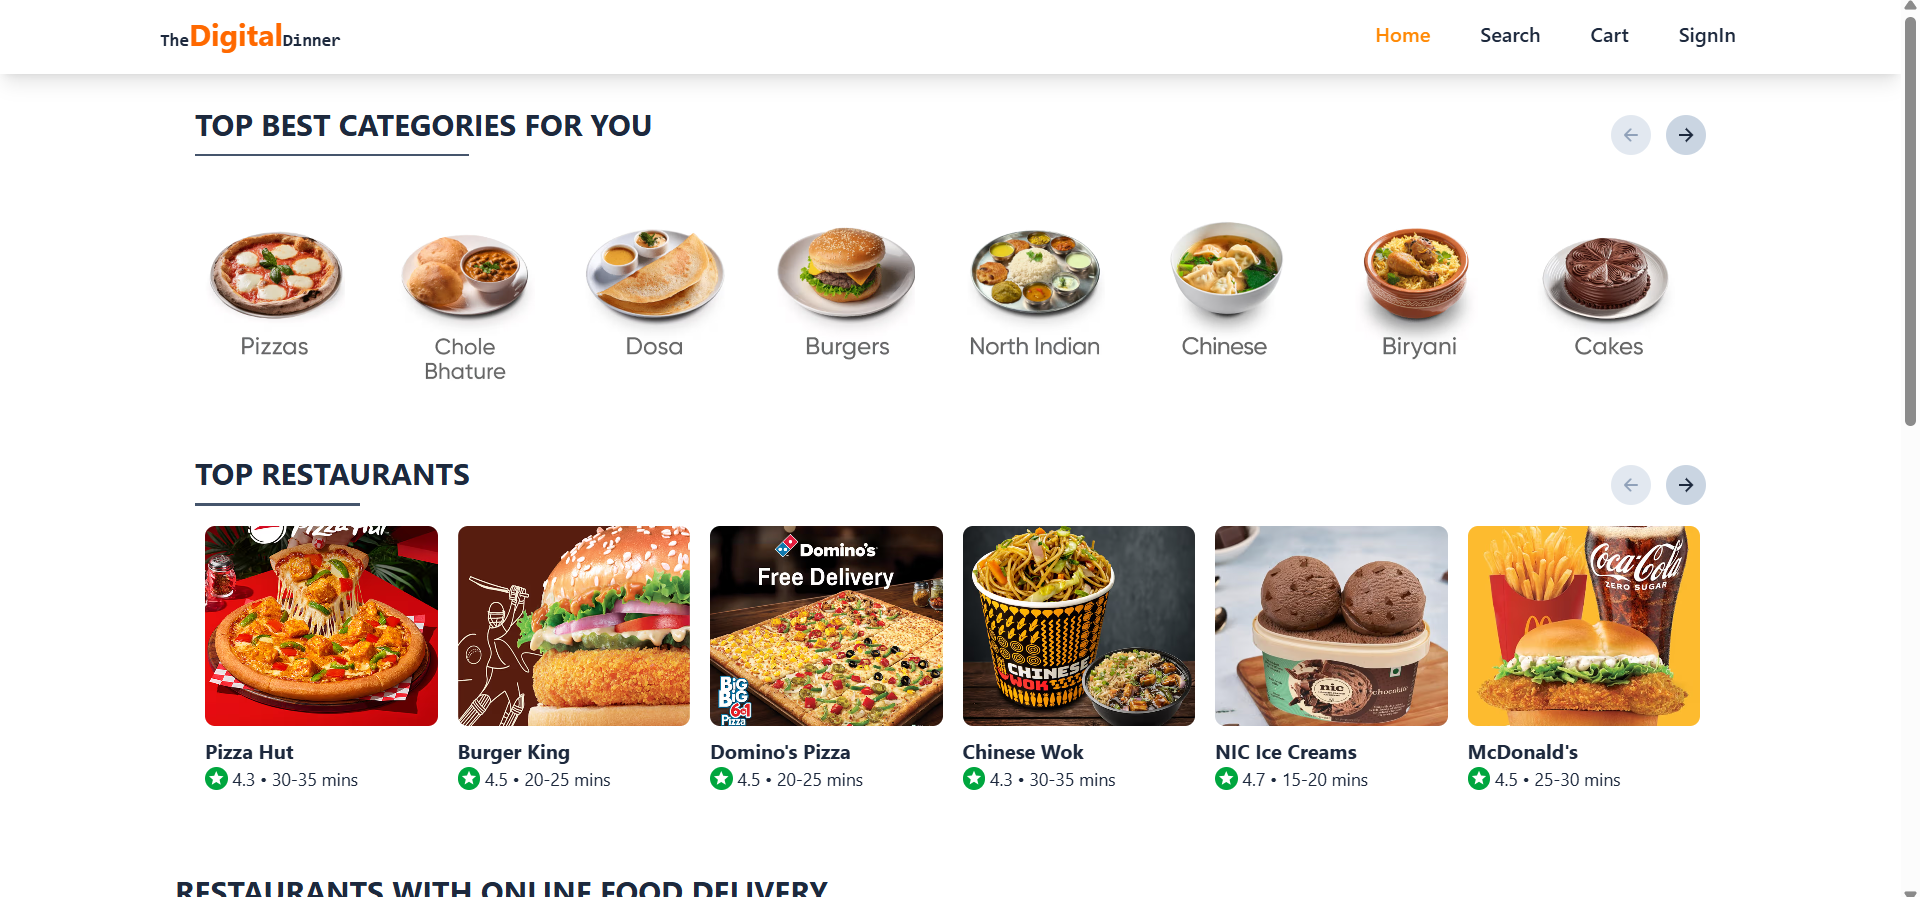 TheDigitalDinner
Home
Search
Cart
SignIn
TOP BEST CATEGORIES FOR YOU
Pizzas
Chole
Bhature
Dosa
Burgers
North Indian
Chinese
Biryani
Cakes
TOP RESTAURANTS
Pizza Hut
Domino's
Free Delivery
BIG
BIG
6in1
Pizza
CHINESE
WOK
nic
chocolate
Coca-Cola
ZERO SUGAR
Pizza Hut
4.3 • 30-35 mins
Burger King
4.5 • 20-25 mins
Domino's Pizza
4.5 • 20-25 mins
Chinese Wok
4.3 • 30-35 mins
NIC Ice Creams
4.7 • 15-20 mins
McDonald's
4.5 • 25-30 mins
RESTAURANTS WITH ONLINE FOOD DELIVERY